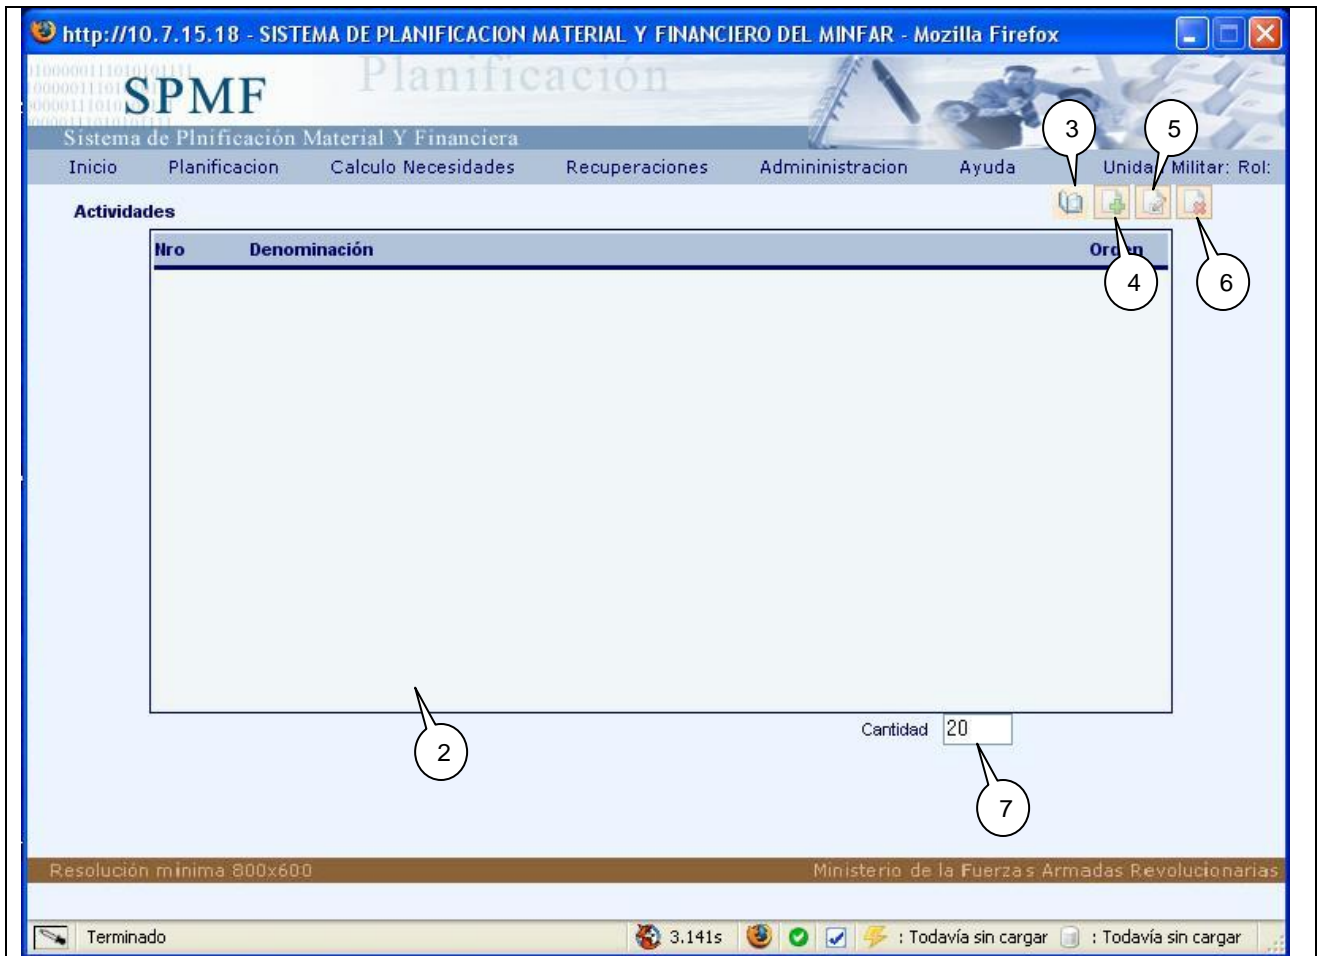 http://10.7.15.18 - SISTEMA DE PLANIFICACION MATERIAL Y FINANCIERO DEL MINFAR - Mozilla Firefox
Planificación
SPMF
Sistema de Plnificación Material Y Financiera
3
5
Inicio Planificacion Calculo Necesidades Recuperaciones Admininistracion Ayuda Militar: Rol:
Actividades
Nro Denominación
4
6
2
Cantidad 20
7
Resolución minima 800x600 Ministerio de la Fuerzas Armadas Revolucionarias
Terminado 3.141s : Todavía sin cargar : Todavía sin cargar